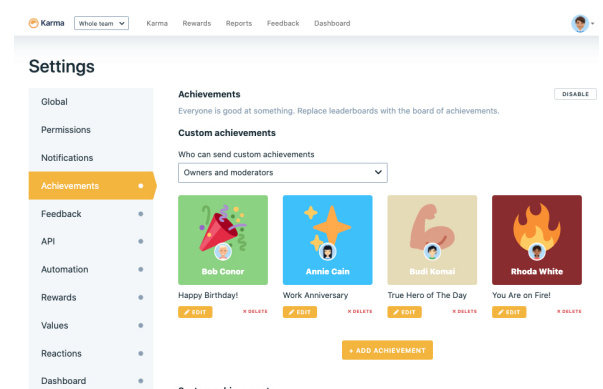 Karma
Whole team
Karma Rewards Reports Feedback Dashboard
Settings
Global
Permissions
Notifications
Achievements
Feedback
API
Automation
Rewards
Values
Reactions
Dashboard
Achievements
DISABLE
Everyone is good at something. Replace leaderboards with the board of achievements.
Custom achievements
Who can send custom achievements
Owners and moderators
Bob Conor
Annie Cain
Budi Komai
Rhoda White
Happy Birthday!
Work Anniversary
True Hero of The Day
You Are on Fire!
EDIT × DELETE
EDIT × DELETE
EDIT × DELETE
EDIT × DELETE
+ ADD ACHIEVEMENT